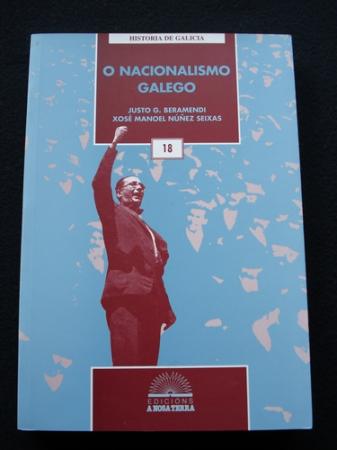 HISTORIA DE GALICIA
O NACIONALISMO
GALEGO
JUSTO G. BERAMENDI
XOSÉ MANOEL NÚÑEZ SEIXAS
18
EDICIÓNS
A NOSA TERRA